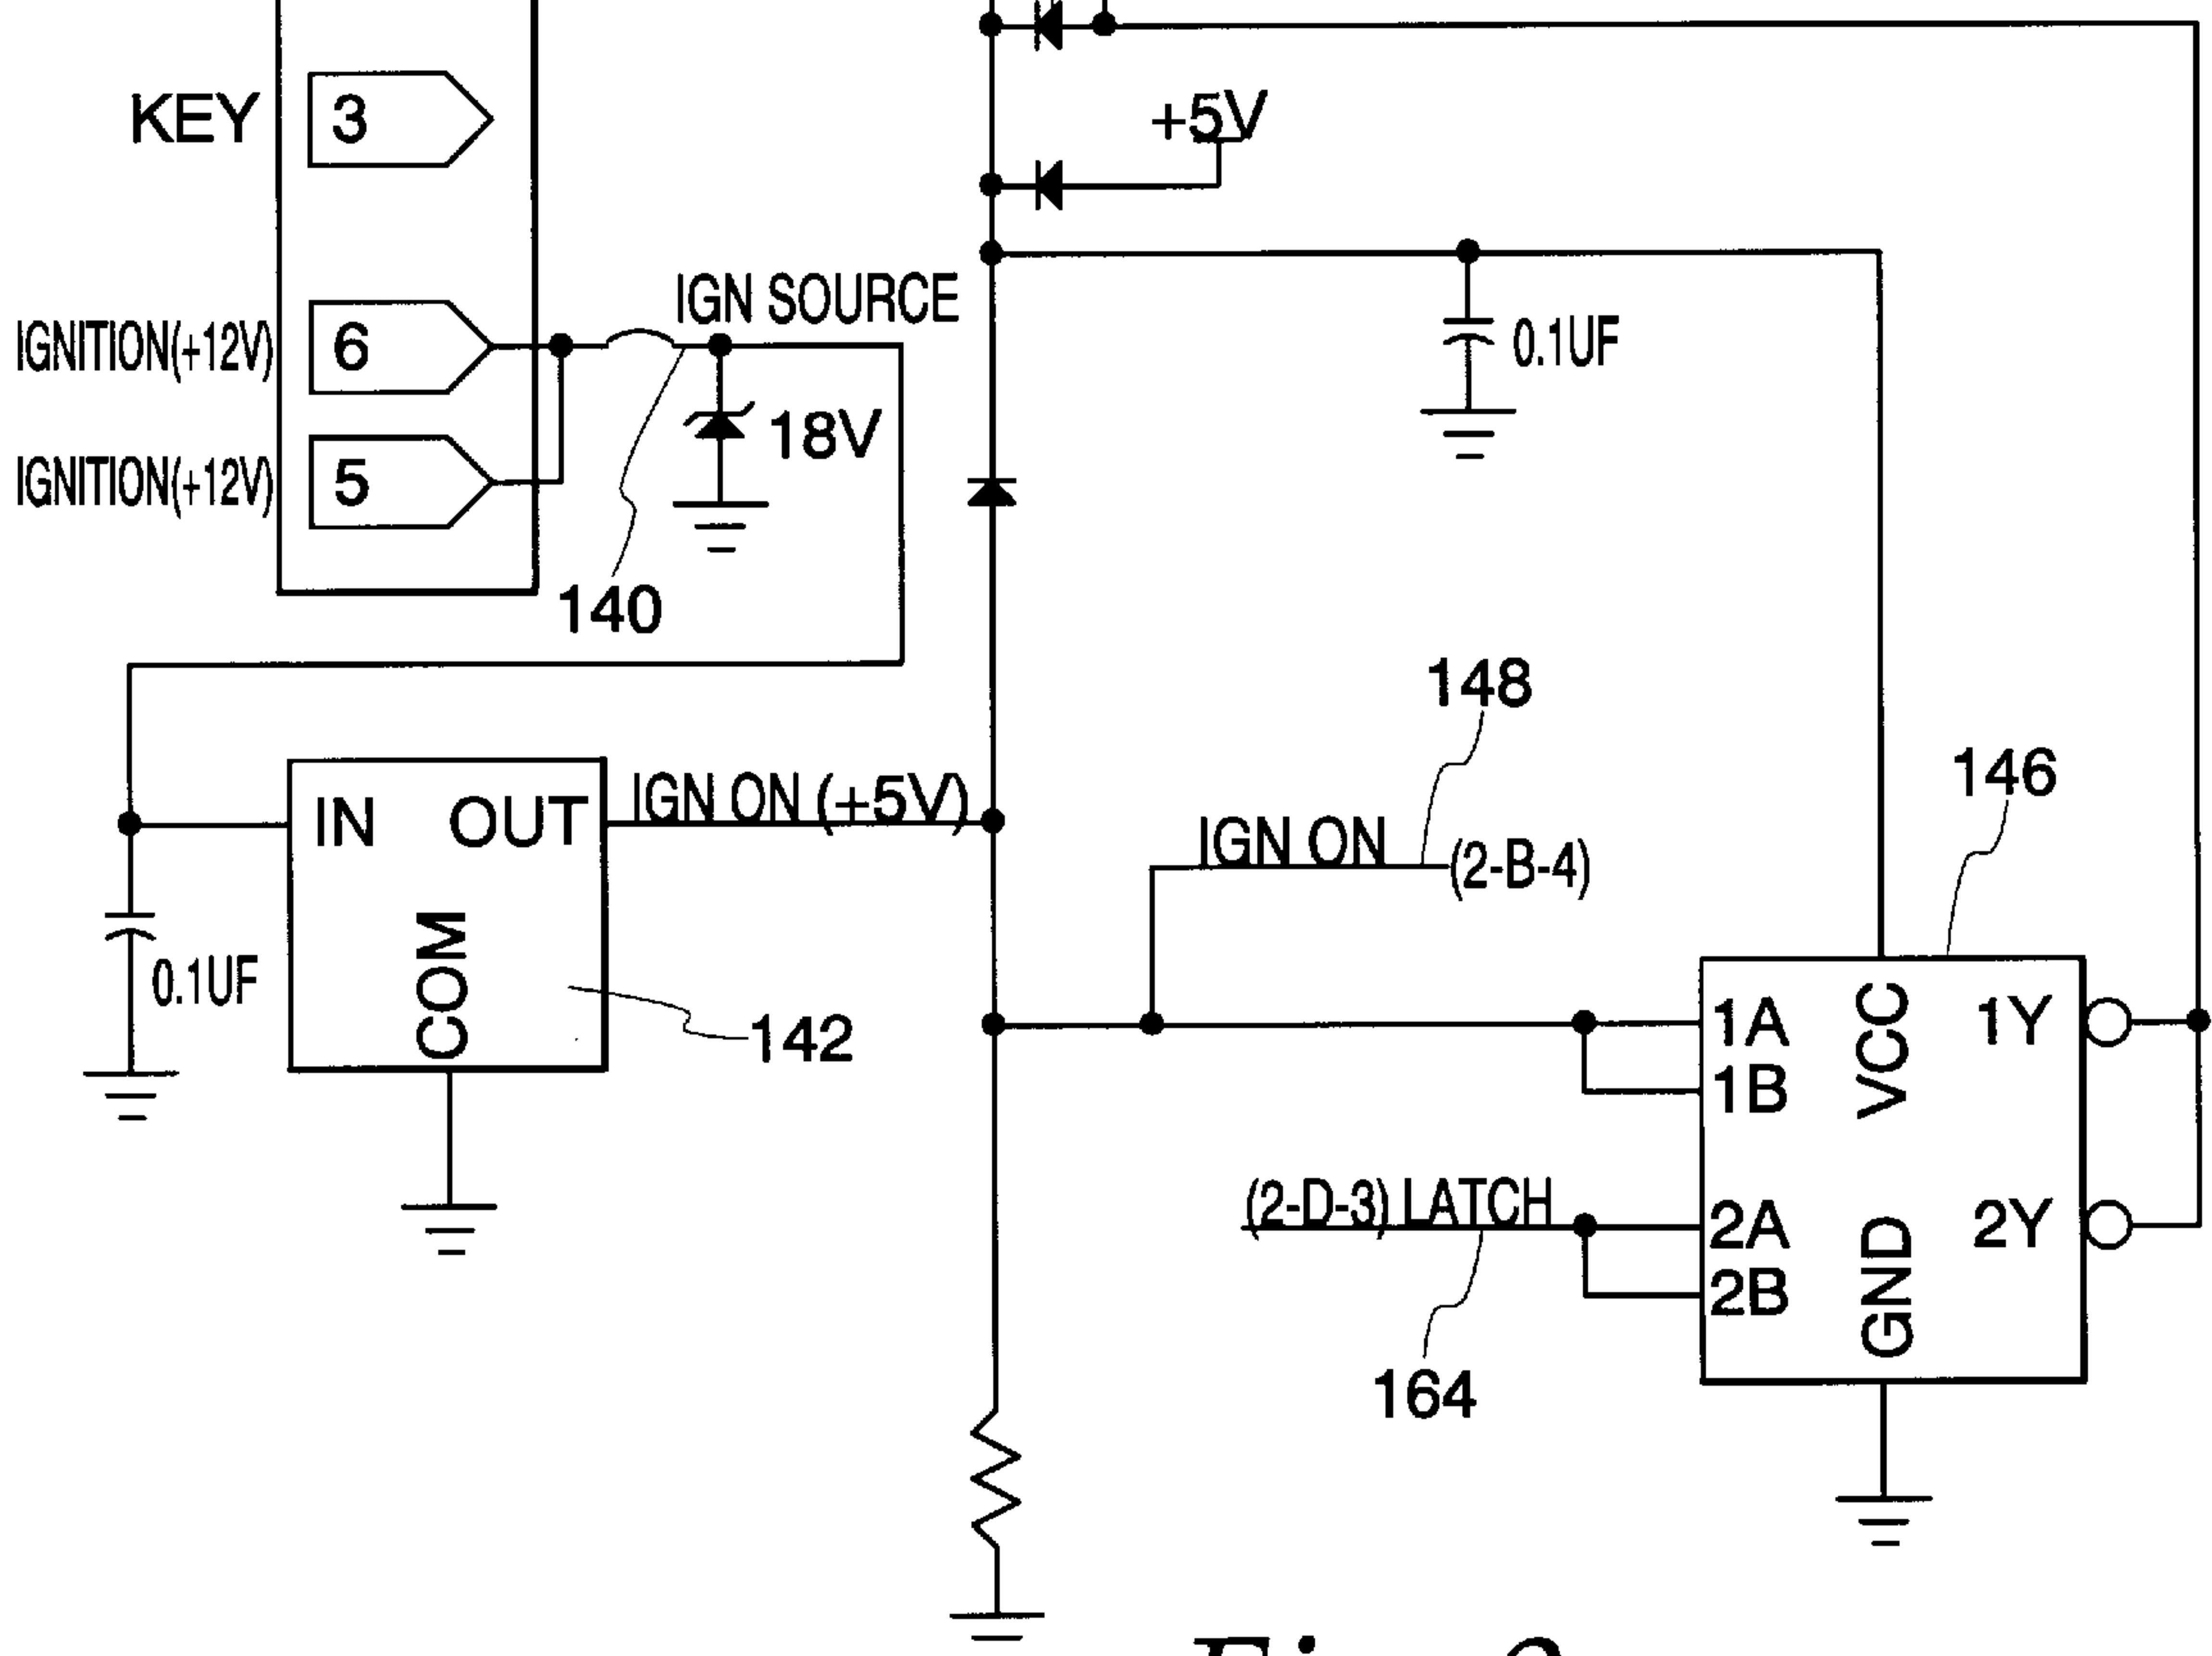 KEY 3
+5V
IGN SOURCE
IGNITION(+12V) 6
0.1UF
18V
IGNITION(+12V) 5
140
148
146
IN OUT
IGN ON (+5V)
IGN ON
(2-B-4)
COM
0.1UF
142
1A VCC 1Y
1B
(2-D-3) LATCH
2A GND 2Y
2B
164